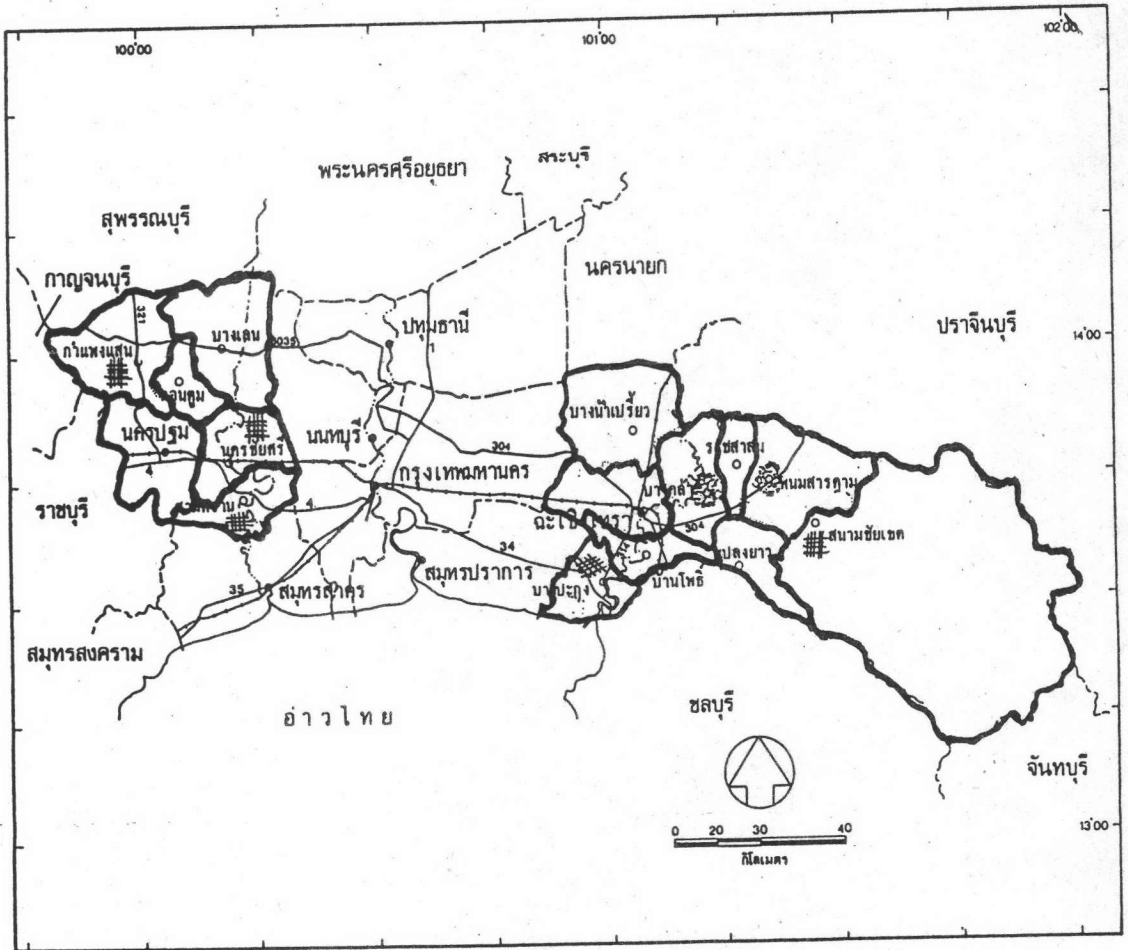 100°00
101°00
102°00
สระบุรี
พระนครศรีอยุธยา
สุพรรณบุรี
นครนายก
กาญจนบุรี
ปราจีนบุรี
321
ปทุมธานี
14°00
บางเลน
3035
กำแพงแสน
บางน้ำเปรี้ยว
นครปฐม
นนทบุรี
304
นครชัยศรี
กรุงเทพมหานคร
พนมสารคาม
4
ราชบุรี
4
304
สนามชัยเขต
34
สมุทรปราการ
แปลงยาว
35
สมุทรสาคร
บ้านโพธิ์
บางปะกง
สมุทรสงคราม
ชลบุรี
อ่าวไทย
จันทบุรี
0 20 30 40
กิโลเมตร
13°00